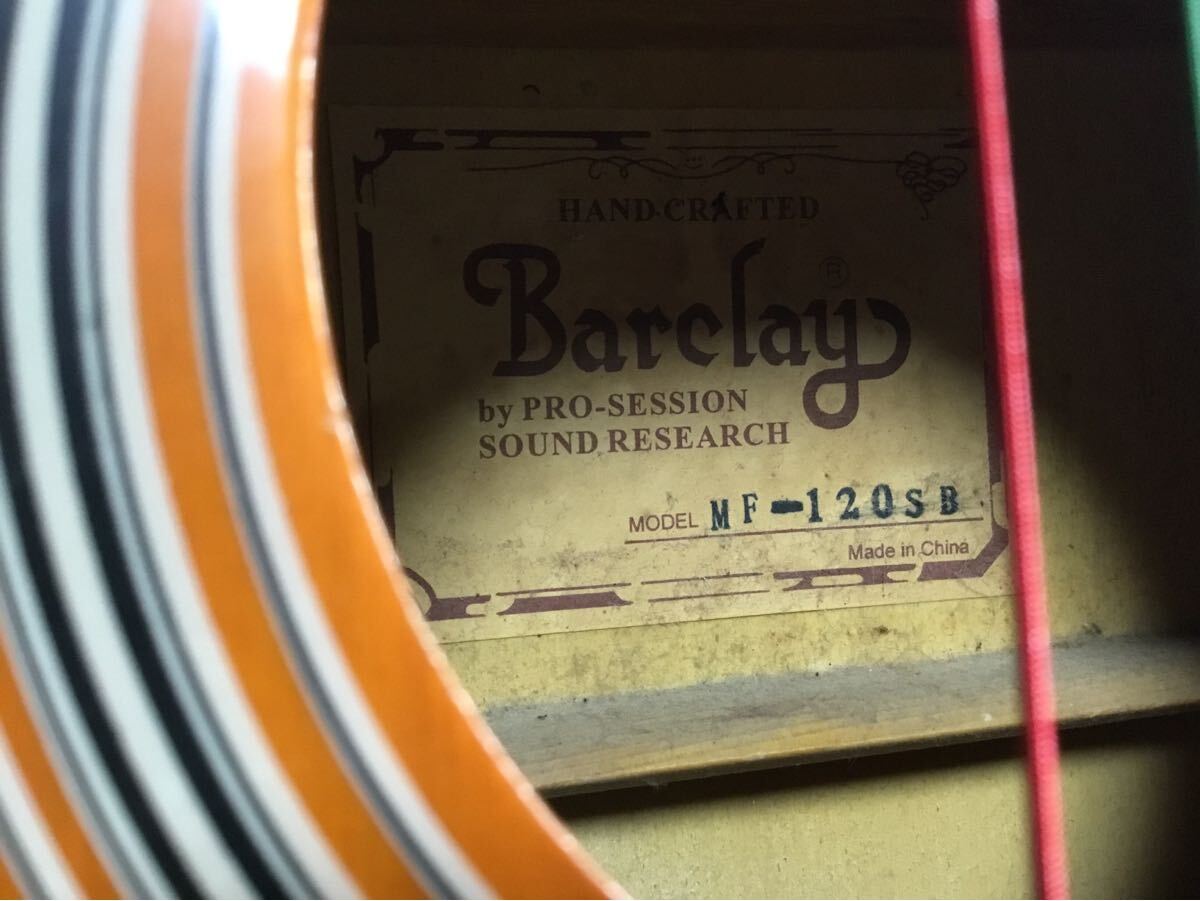 HAND-CRAFTED
Barclay ®
by PRO-SESSION
SOUND RESEARCH
MODEL MF-120SB
Made in China